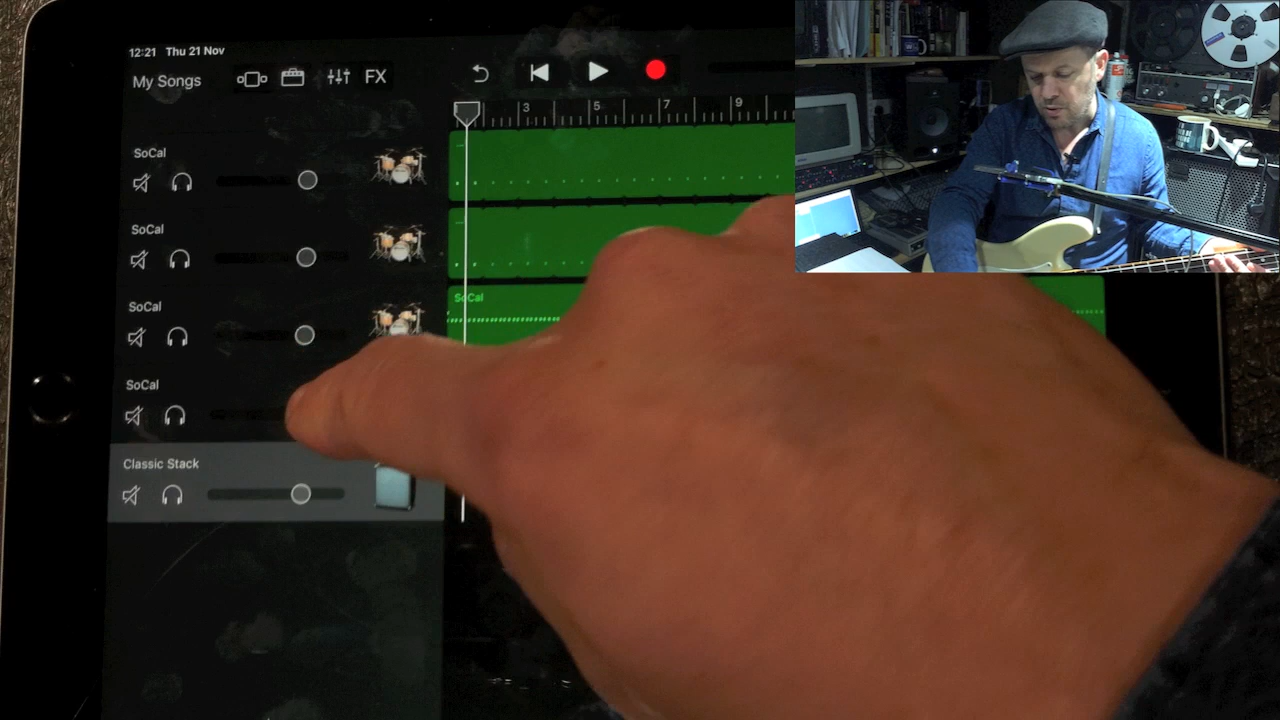 12:21 Thu 21 Nov
My Songs FX
3 5 7 9
SoCal
SoCal
SoCal SoCal
SoCal
Classic Stack